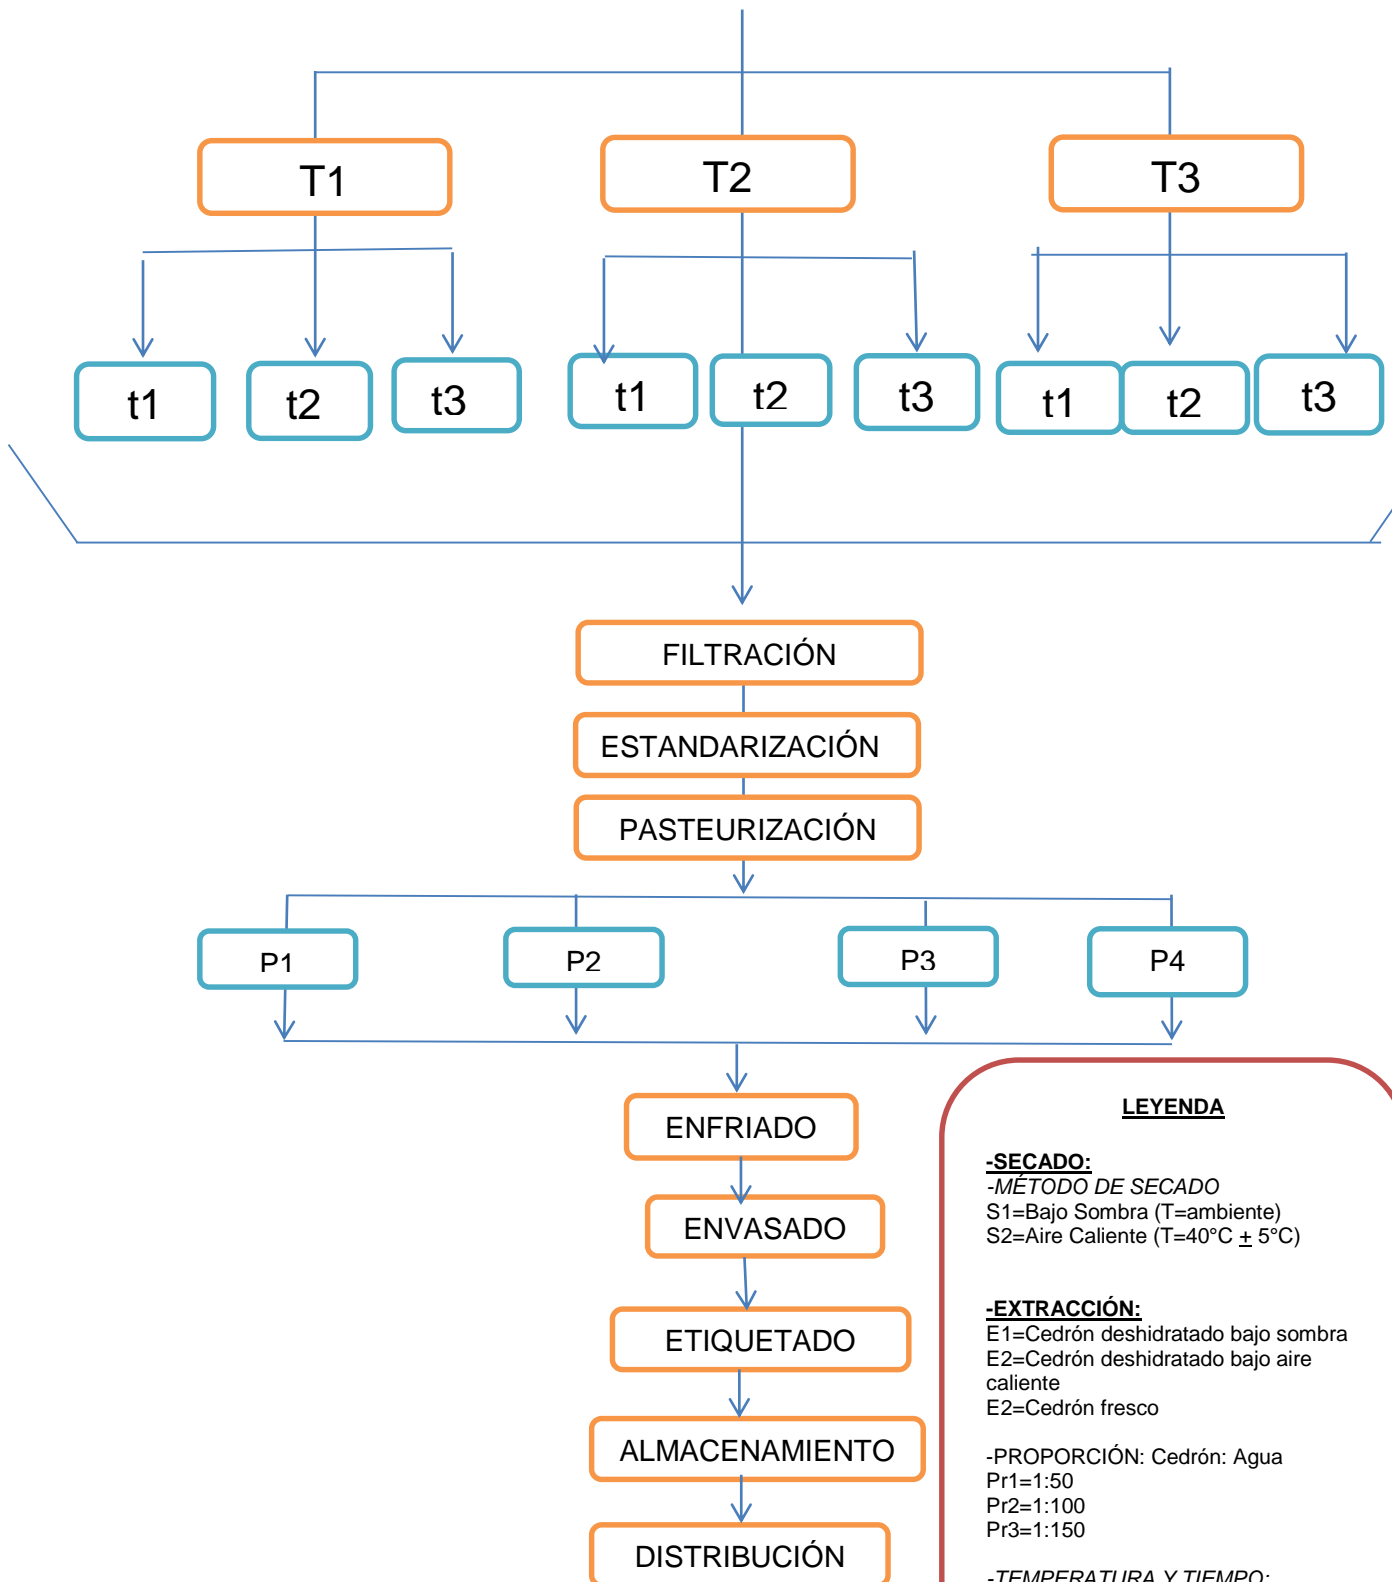 T1
T2
T3
t1
t2
t3
t1
t2
t3
t1
t2
t3
FILTRACIÓN
ESTANDARIZACIÓN
PASTEURIZACIÓN
P1
P2
P3
P4
ENFRIADO
ENVASADO
ETIQUETADO
ALMACENAMIENTO
DISTRIBUCIÓN
LEYENDA
-SECADO:
-MÉTODO DE SECADO
S1=Bajo Sombra (T=ambiente)
S2=Aire Caliente (T=40°C ± 5°C)
-EXTRACCIÓN:
E1=Cedrón deshidratado bajo sombra
E2=Cedrón deshidratado bajo aire
caliente
E2=Cedrón fresco
-PROPORCIÓN: Cedrón: Agua
Pr1=1:50
Pr2=1:100
Pr3=1:150
-TEMPERATURA Y TIEMPO: